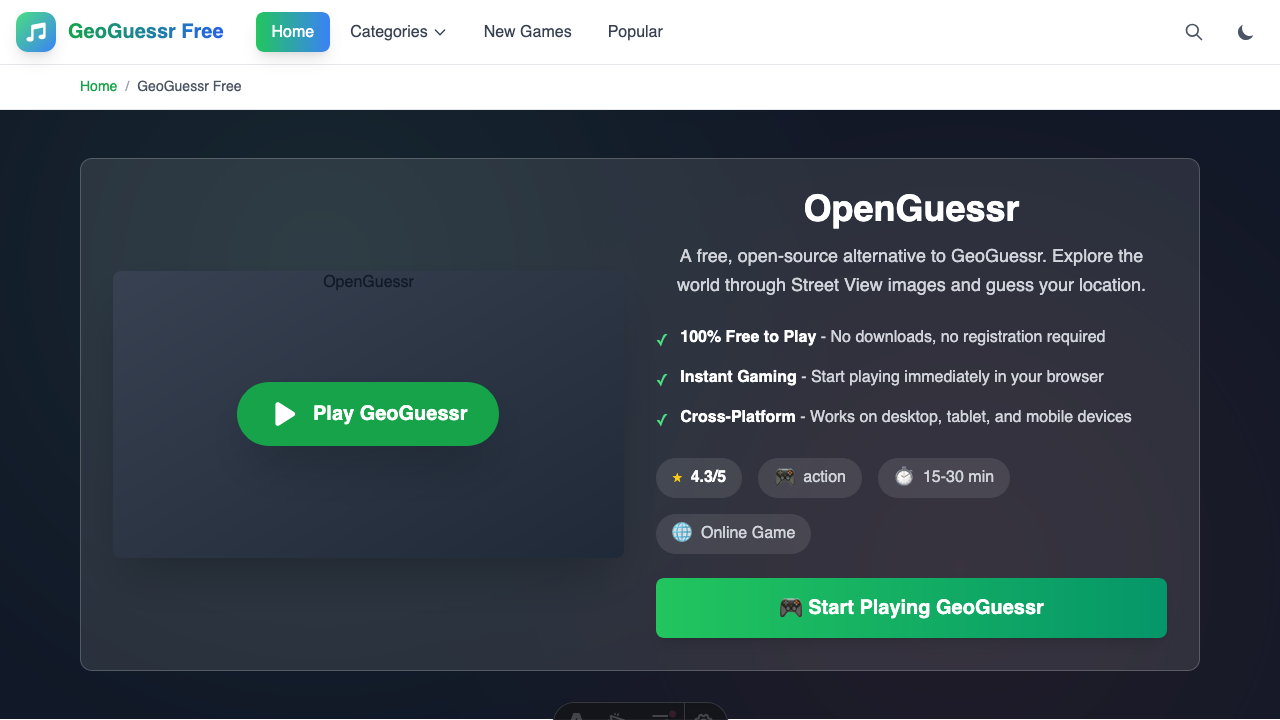 GeoGuessr Free
Home
Categories
New Games
Popular
Home / GeoGuessr Free
OpenGuessr
Play GeoGuessr
OpenGuessr
A free, open-source alternative to GeoGuessr. Explore the
world through Street View images and guess your location.
✓ 100% Free to Play - No downloads, no registration required
✓ Instant Gaming - Start playing immediately in your browser
✓ Cross-Platform - Works on desktop, tablet, and mobile devices
★ 4.3/5
🎮 action
⏱️ 15-30 min
🌐 Online Game
🎮 Start Playing GeoGuessr